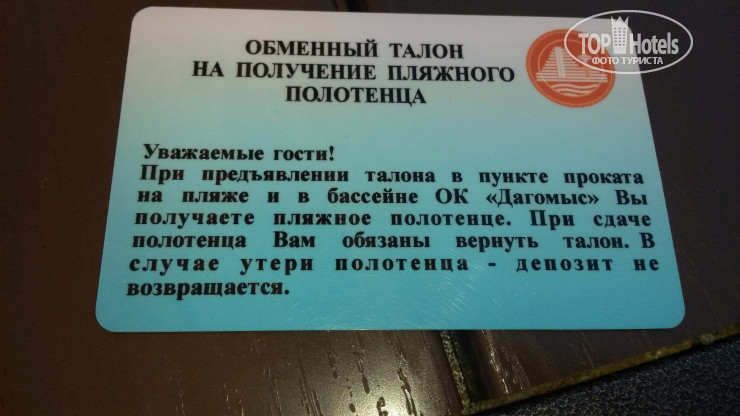 TOP Hotels
ФОТО ТУРИСТА
ОБМЕННЫЙ ТАЛОН
НА ПОЛУЧЕНИЕ ПЛЯЖНОГО
ПОЛОТЕНЦА
Уважаемые гости!
При предъявлении талона в пункте проката
на пляже и в бассейне ОК «Дагомыс» Вы
получаете пляжное полотенце. При сдаче
полотенца Вам обязаны вернуть талон. В
случае утери полотенца - депозит не
возвращается.